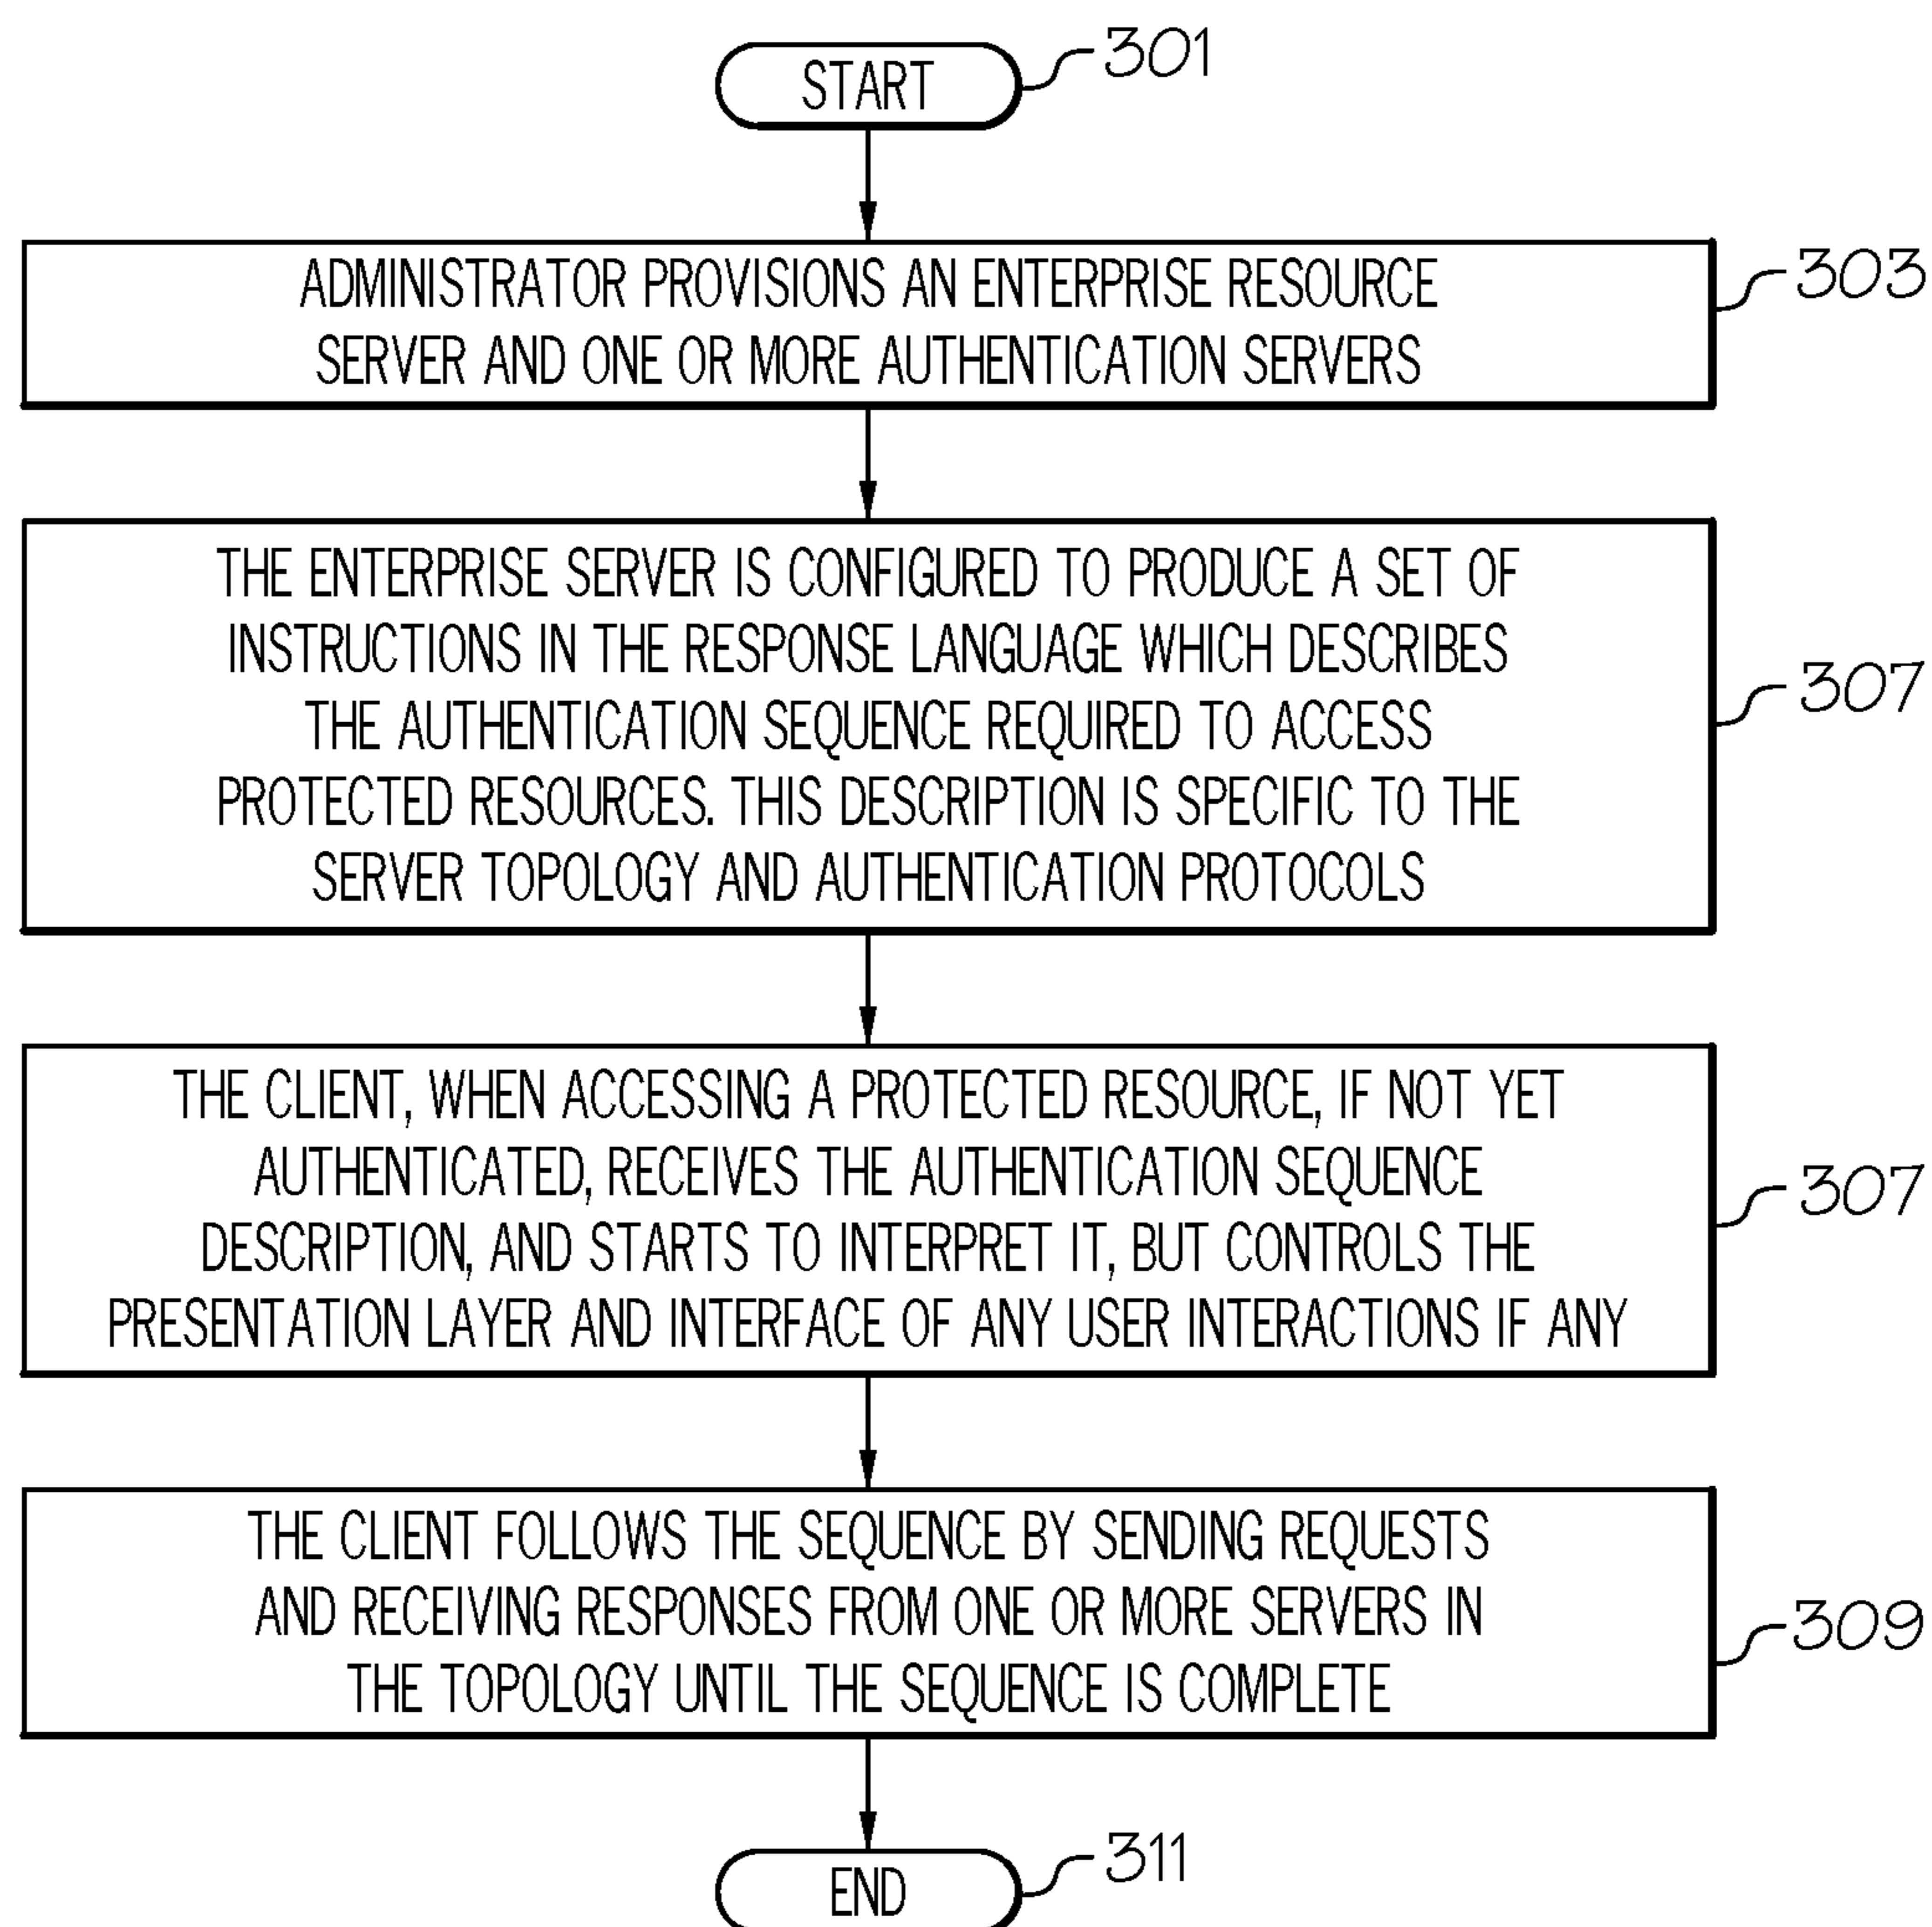 START
301
ADMINISTRATOR PROVISIONS AN ENTERPRISE RESOURCE
SERVER AND ONE OR MORE AUTHENTICATION SERVERS
303
THE ENTERPRISE SERVER IS CONFIGURED TO PRODUCE A SET OF
INSTRUCTIONS IN THE RESPONSE LANGUAGE WHICH DESCRIBES
THE AUTHENTICATION SEQUENCE REQUIRED TO ACCESS
PROTECTED RESOURCES. THIS DESCRIPTION IS SPECIFIC TO THE
SERVER TOPOLOGY AND AUTHENTICATION PROTOCOLS
307
THE CLIENT, WHEN ACCESSING A PROTECTED RESOURCE, IF NOT YET
AUTHENTICATED, RECEIVES THE AUTHENTICATION SEQUENCE
DESCRIPTION, AND STARTS TO INTERPRET IT, BUT CONTROLS THE
PRESENTATION LAYER AND INTERFACE OF ANY USER INTERACTIONS IF ANY
307
THE CLIENT FOLLOWS THE SEQUENCE BY SENDING REQUESTS
AND RECEIVING RESPONSES FROM ONE OR MORE SERVERS IN
THE TOPOLOGY UNTIL THE SEQUENCE IS COMPLETE
309
END
311